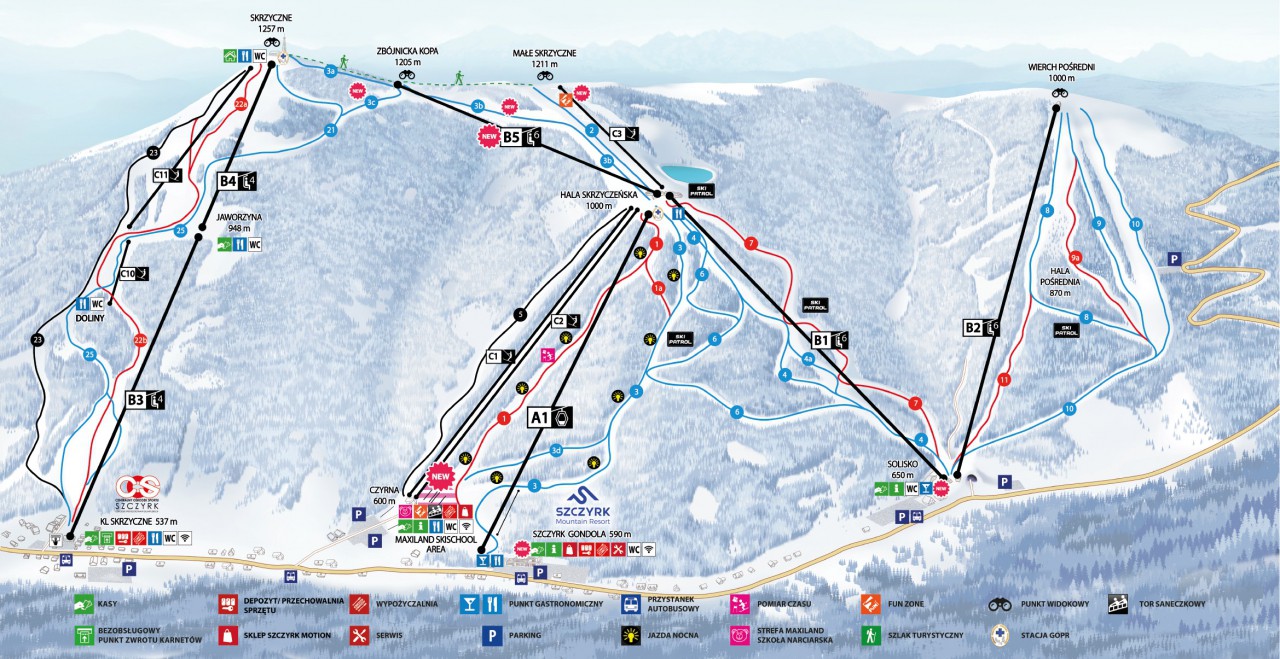 SKRZYCZNE
1257 m
WC
ZBÓJNICKA KOPA
1205 m
MAŁE SKRZYCZNE
1211 m
WIERCH POŚREDNI
1000 m
3a
NEW
3c
22a
21
3b
NEW
NEW
B5 6
NEW
2
C3
3b
23
C11
B4 4
HALA SKRZYCZEŃSKA
1000 m
SKI
PATROL
JAWORZYNA
948 m
WC
25
C10
WC
DOLINY
1
3
4
7
8
9
10
P
9a
HALA
POŚREDNIA
870 m
6
1a
5
C2
C1
SKI
PATROL
SKI
PATROL
6
B1 6
B2 6
8
SKI
PATROL
23
22b
25
4a
4
11
3
B3 4
A1
1
6
7
10
4
3d
3
SOLISKO
650 m
WC
NEW
P
P
COS
CENTRALNY OŚRODEK SPORTU
SZCZYRK
KL SKRZYCZNE 537 m
WC
P
NEW
CZYRNA
600 m
P
P
WC
MAXILAND SKISCHOOL
AREA
SZCZYRK
Mountain Resort
SZCZYRK GONDOLA 590 m
NEW
WC
P
P
KASY
DEPOZYT/ PRZECHOWALNIA
SPRZĘTU
WYPOŻYCZALNIA
PUNKT GASTRONOMICZNY
PRZYSTANEK
AUTOBUSOWY
POMIAR CZASU
FUN ZONE
PUNKT WIDOKOWY
TOR SANECZKOWY
BEZOBSŁUGOWY
PUNKT ZWROTU KARNETÓW
SKLEP SZCZYRK MOTION
SERWIS
P
PARKING
JAZDA NOCNA
STREFA MAXILAND
SZKOŁA NARCIARSKA
SZLAK TURYSTYCZNY
STACJA GOPR